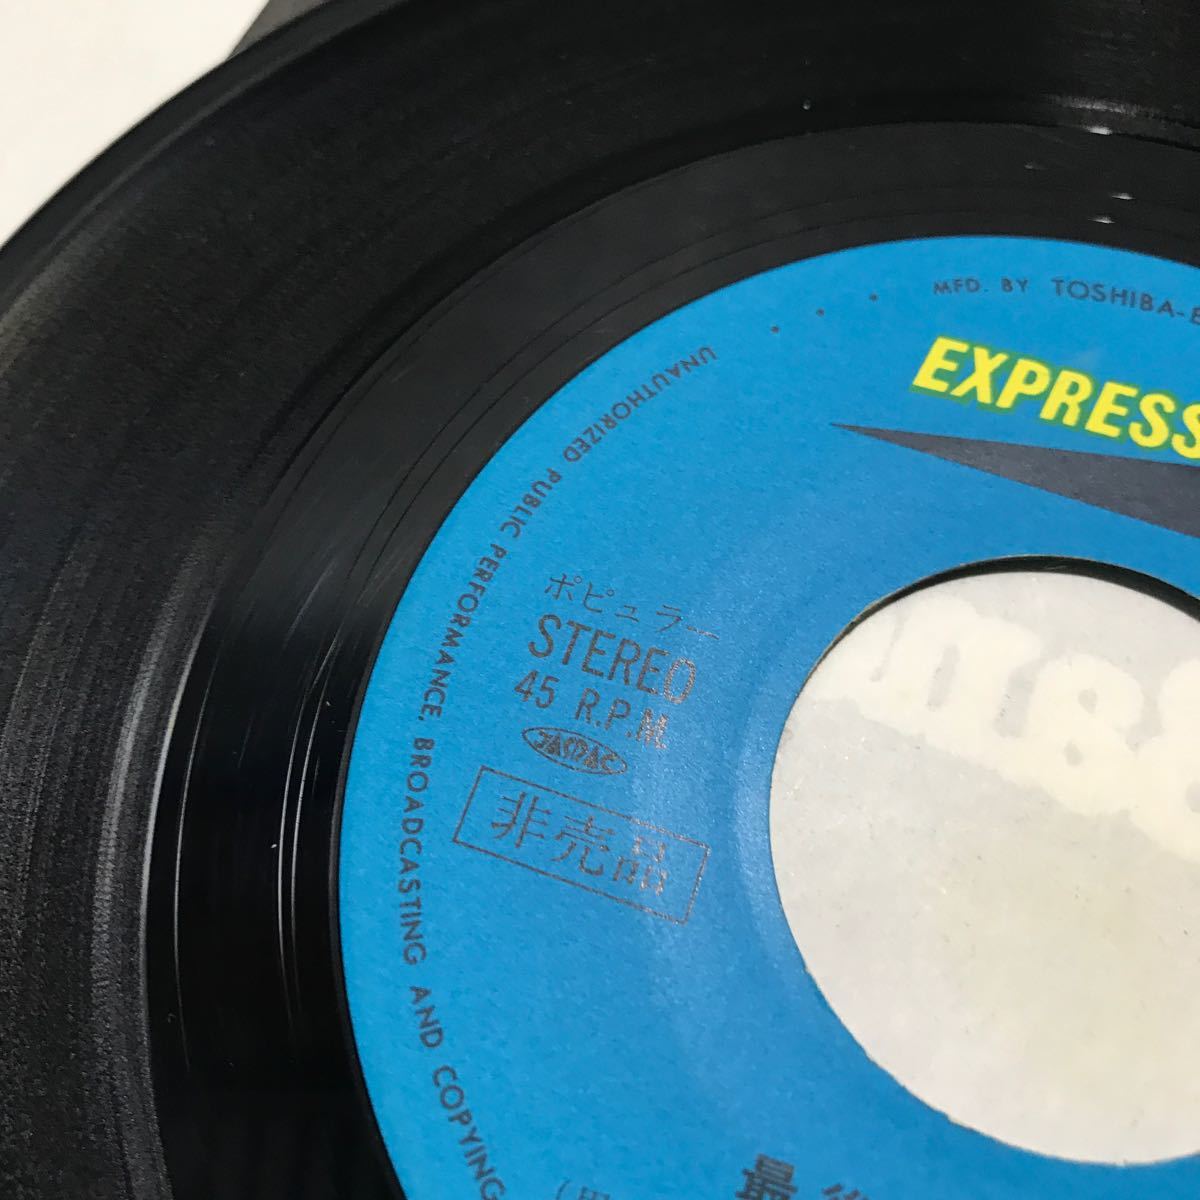 MFD. BY TOSHIBA-E
EXPRESS
UNAUTHORIZED PUBLIC PERFORMANCE, BROADCASTING AND COPYING
ポピュラー
STEREO
45 R.P.M.
JASRAC
非売品
最